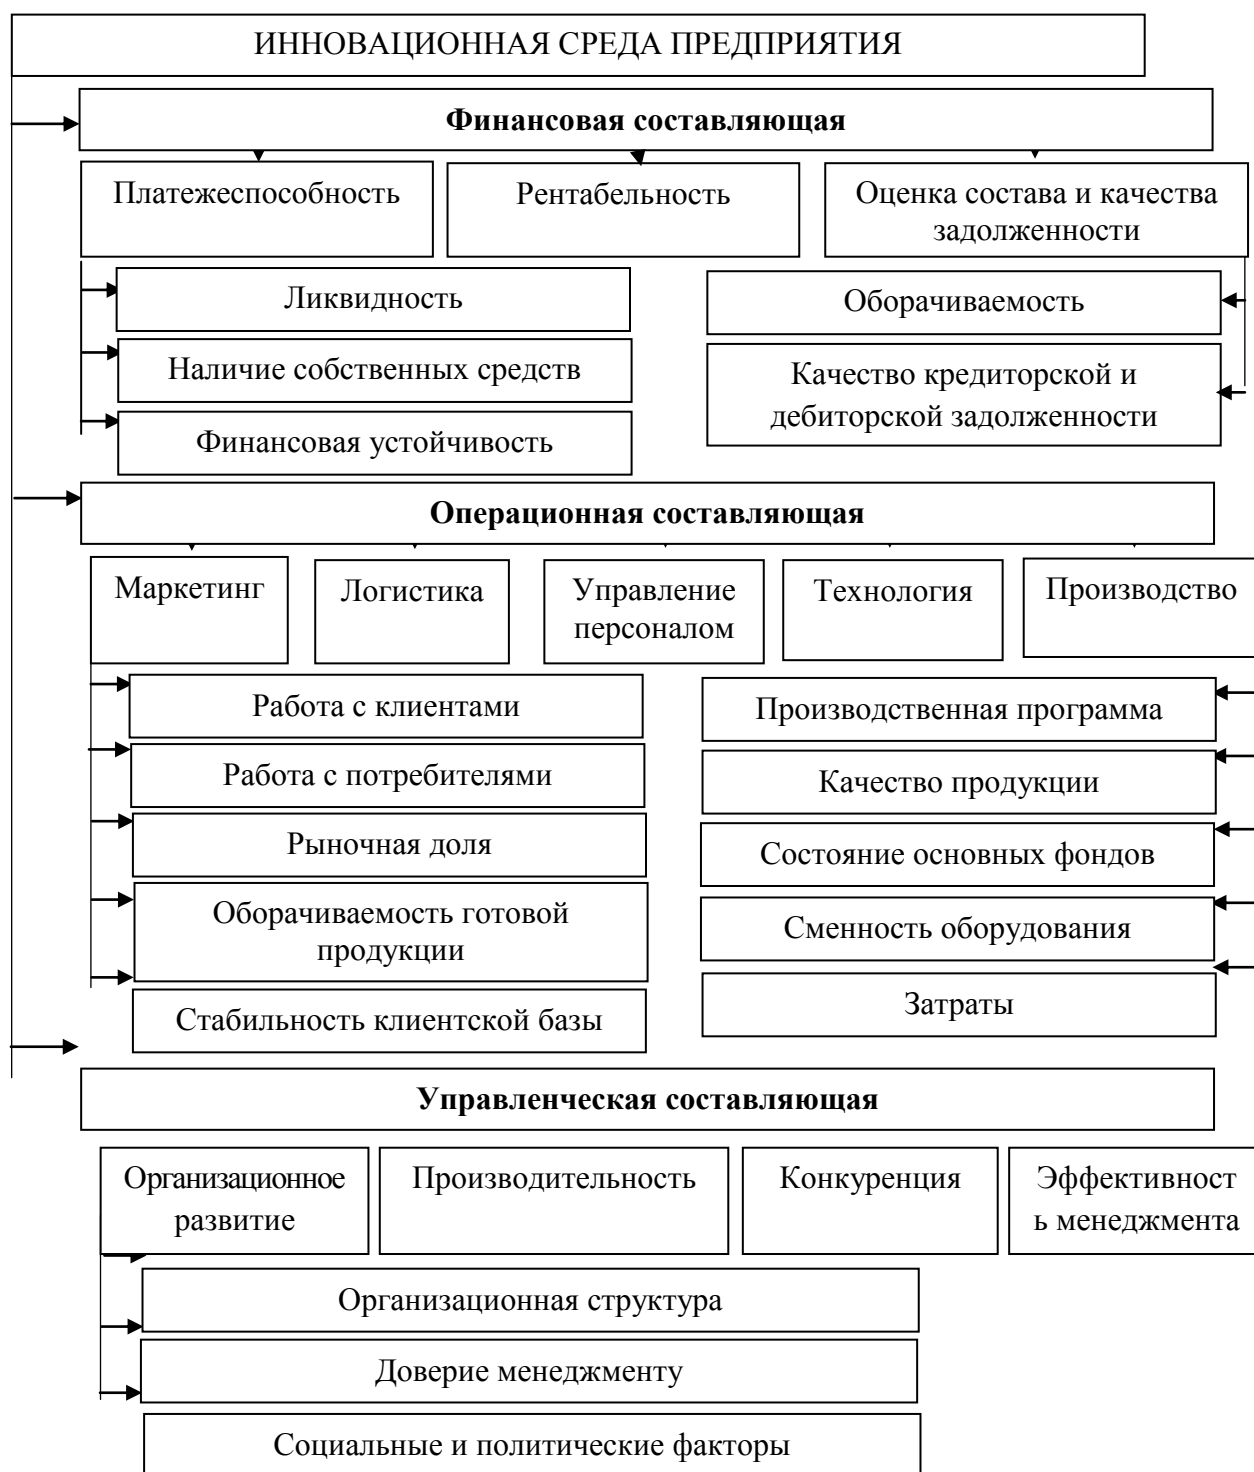 ИННОВАЦИОННАЯ СРЕДА ПРЕДПРИЯТИЯ
Финансовая составляющая
Платежеспособность
Рентабельность
Оценка состава и качества
задолженности
Ликвидность
Оборачиваемость
Наличие собственных средств
Качество кредиторской и
дебиторской задолженности
Финансовая устойчивость
Операционная составляющая
Маркетинг
Логистика
Управление
персоналом
Технология
Производство
Работа с клиентами
Производственная программа
Работа с потребителями
Качество продукции
Рыночная доля
Состояние основных фондов
Оборачиваемость готовой
продукции
Сменность оборудования
Стабильность клиентской базы
Затраты
Управленческая составляющая
Организационное
развитие
Производительность
Конкуренция
Эффективност
ь менеджмента
Организационная структура
Доверие менеджменту
Социальные и политические факторы